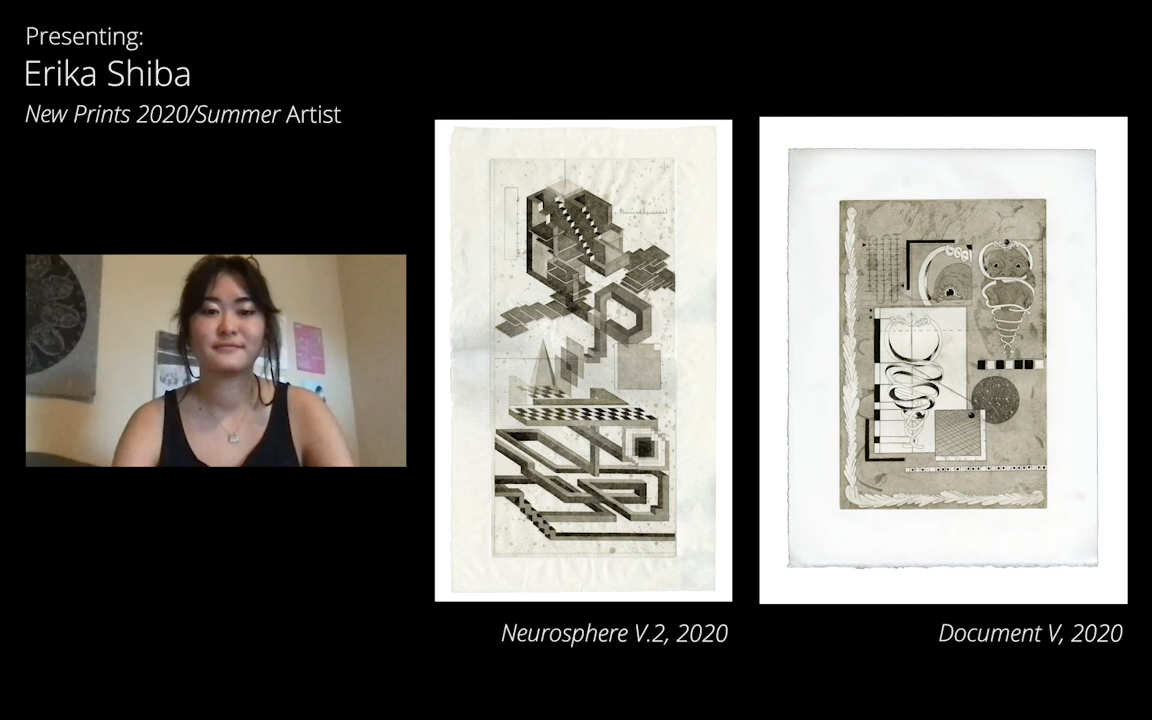 Presenting:
Erika Shiba
New Prints 2020/Summer Artist
Neurosphere V.2, 2020
Document V, 2020